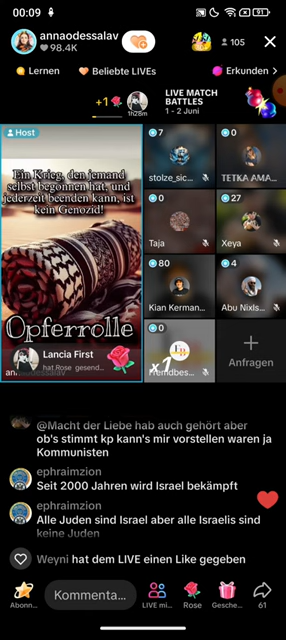 00:09
91
annaodessalav
98.4K
105
Lernen
Beliebte LIVEs
Erkunden >
+1
1h28m
LIVE MATCH
BATTLES
1 - 2 Juni
Host
Ein Krieg, den jemand
selbst begonnen hat, und
jederzeit beenden kann, ist
kein Genozid!
Opferrolle
Lancia First
hat Rose gesend...
7
stolze_sic...
0
TETKA AMA...
0
Taja
27
Xeya
80
Kian Kerman...
4
Abu Nixls...
0
x1
+
Anfragen
@Macht der Liebe hab auch gehört aber
ob's stimmt kp kann's mir vorstellen waren ja
Kommunisten
ephraimzion
Seit 2000 Jahren wird Israel bekämpft
ephraimzion
Alle Juden sind Israel aber alle Israelis sind
keine Juden
Weyni hat dem LIVE einen Like gegeben
Abonn...
Kommenta...
LIVE mi...
Rose
Gesche...
61